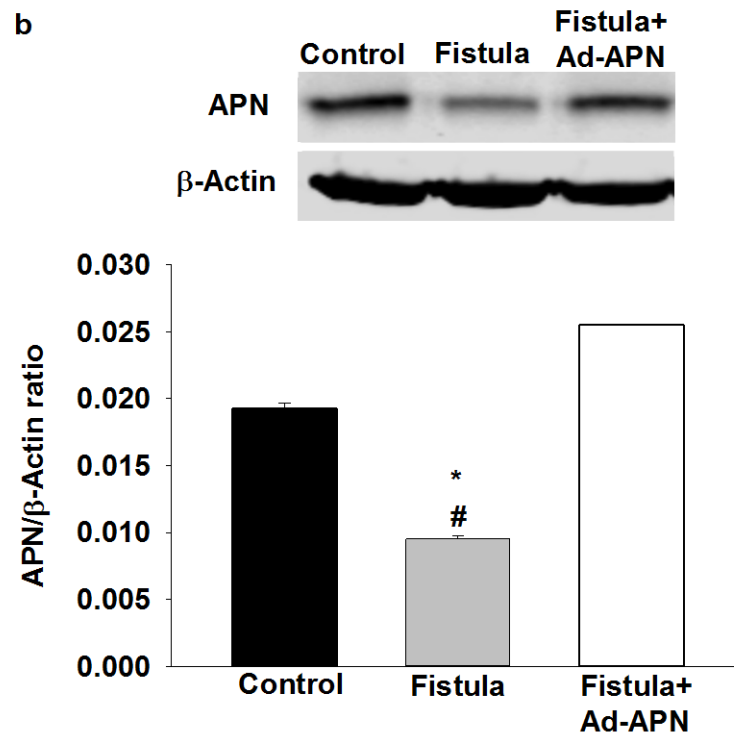 b
Control Fistula Fistula+
Ad-APN
APN
β-Actin
0.030
0.025
0.020
0.015
0.010
0.005
0.000
APN/β-Actin ratio
*
#
Control Fistula Fistula+
Ad-APN